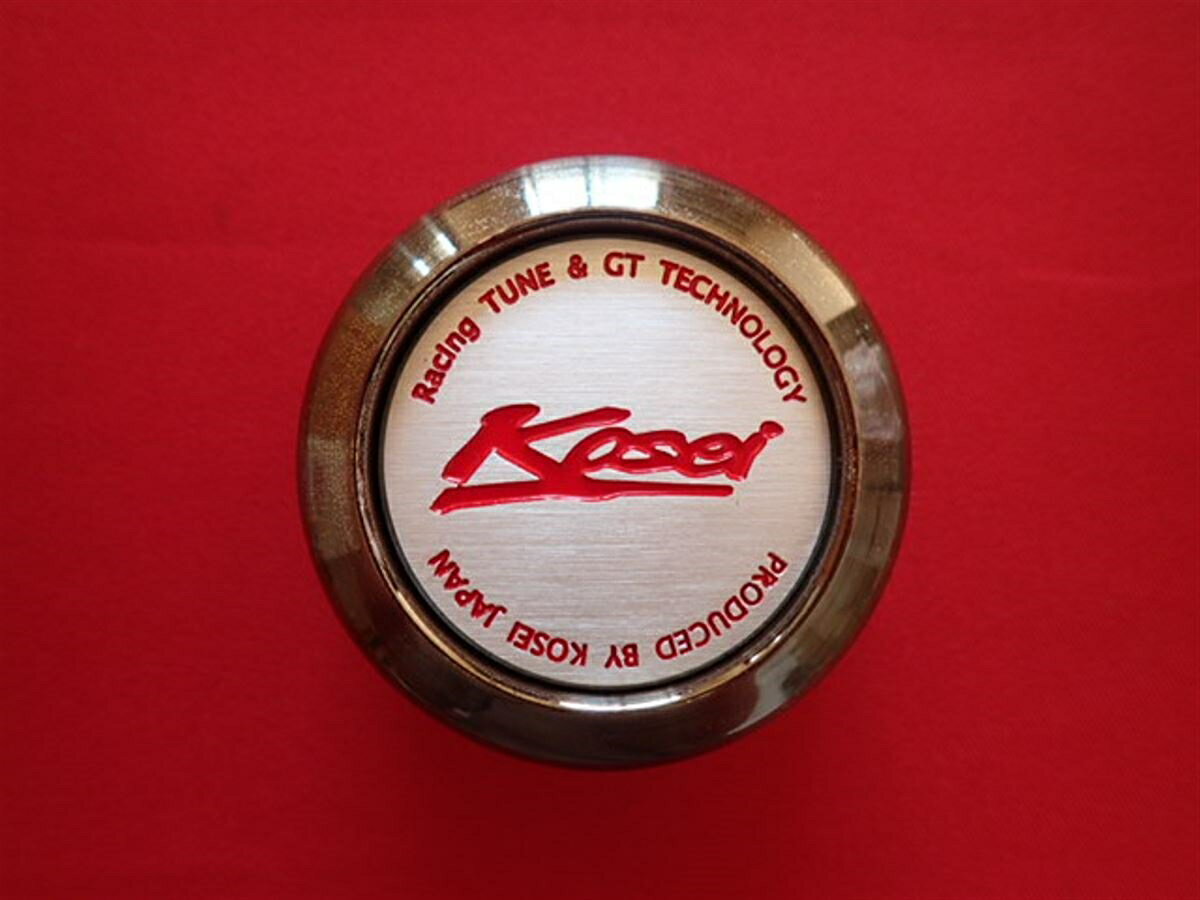 Racing TUNE & GT TECHNOLOGY
Kosei
PRODUCED BY KOSEI JAPAN